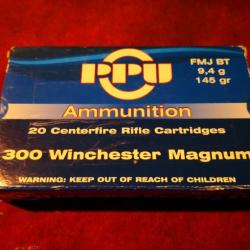 PPU
FMJ BT
9,4 g
145 gr
Ammunition
20 Centerfire Rifle Cartridges
300 Winchester Magnum
WARNING: KEEP OUT OF REACH OF CHILDREN